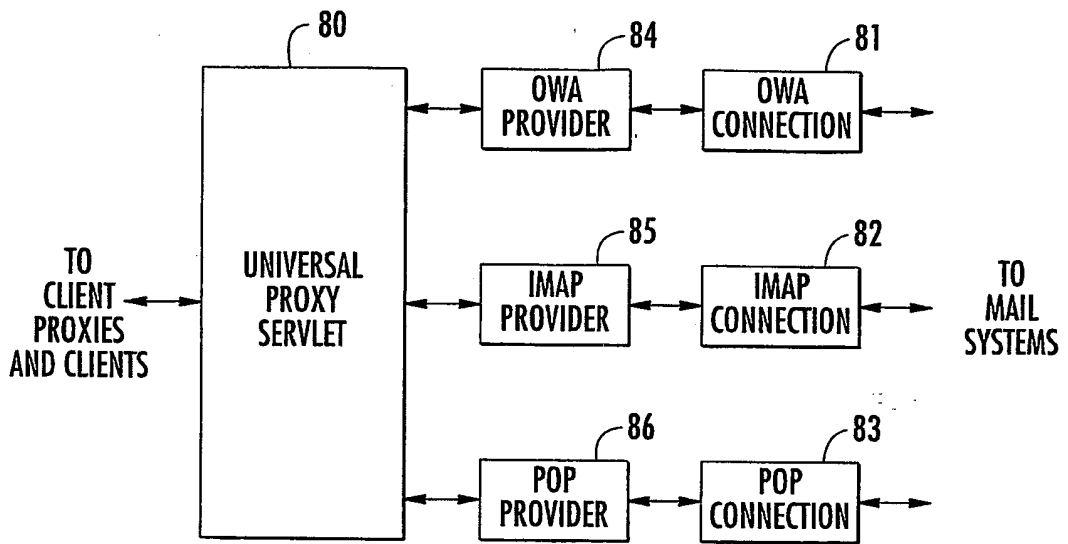 80
84
81
OWA
PROVIDER
OWA
CONNECTION
TO
CLIENT
PROXIES
AND CLIENTS
UNIVERSAL
PROXY
SERVLET
85
82
IMAP
PROVIDER
IMAP
CONNECTION
TO
MAIL
SYSTEMS
86
83
POP
PROVIDER
POP
CONNECTION